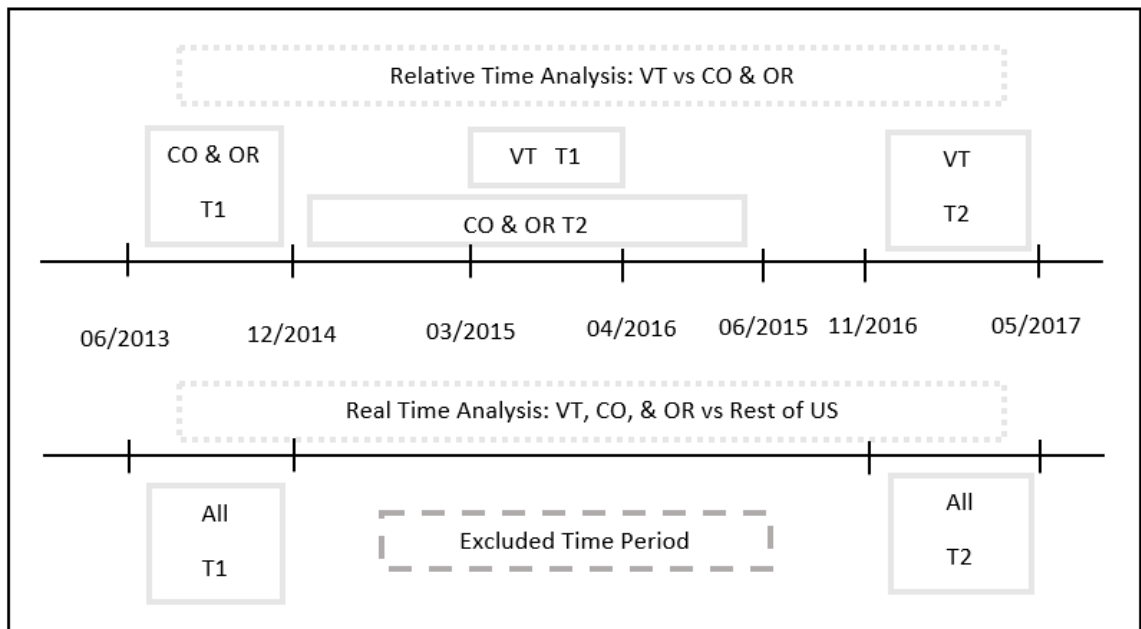 Relative Time Analysis: VT vs CO & OR
CO & OR
T1
VT T1
CO & OR T2
VT
T2
06/2013
12/2014
03/2015
04/2016
06/2015
11/2016
05/2017
Real Time Analysis: VT, CO, & OR vs Rest of US
All
T1
Excluded Time Period
All
T2